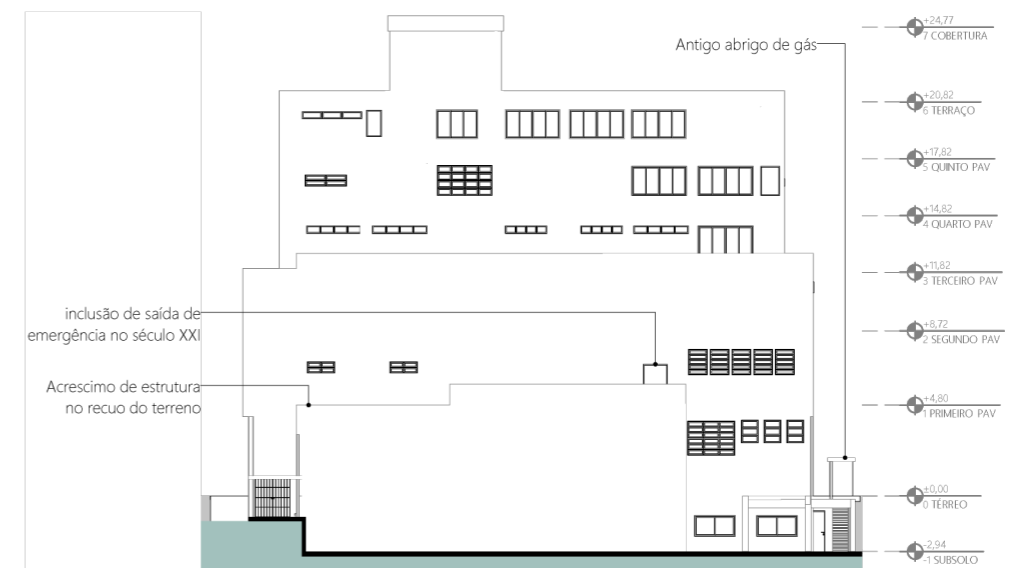 +24,77
7 COBERTURA
Antigo abrigo de gás
+20,82
6 TERRAÇO
+17,82
5 QUINTO PAV
+14,82
4 QUARTO PAV
+11,82
3 TERCEIRO PAV
inclusão de saída de
emergência no século XXI
+8,72
2 SEGUNDO PAV
Acrescimo de estrutura
no recuo do terreno
+4,80
1 PRIMEIRO PAV
±0,00
0 TÉRREO
-2,94
-1 SUBSOLO